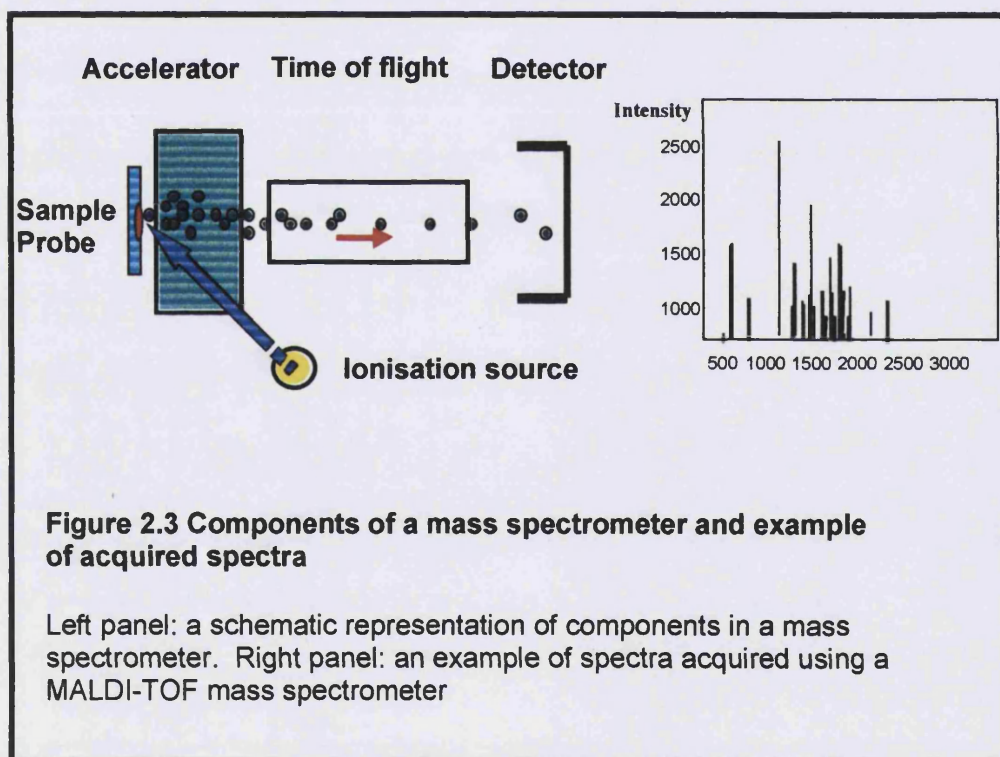 Accelerator Time of flight Detector
Sample
Probe
Ionisation source
Intensity
2500
2000
1500
1000
500 1000 1500 2000 2500 3000
Figure 2.3 Components of a mass spectrometer and example
of acquired spectra
Left panel: a schematic representation of components in a mass
spectrometer. Right panel: an example of spectra acquired using a
MALDI-TOF mass spectrometer